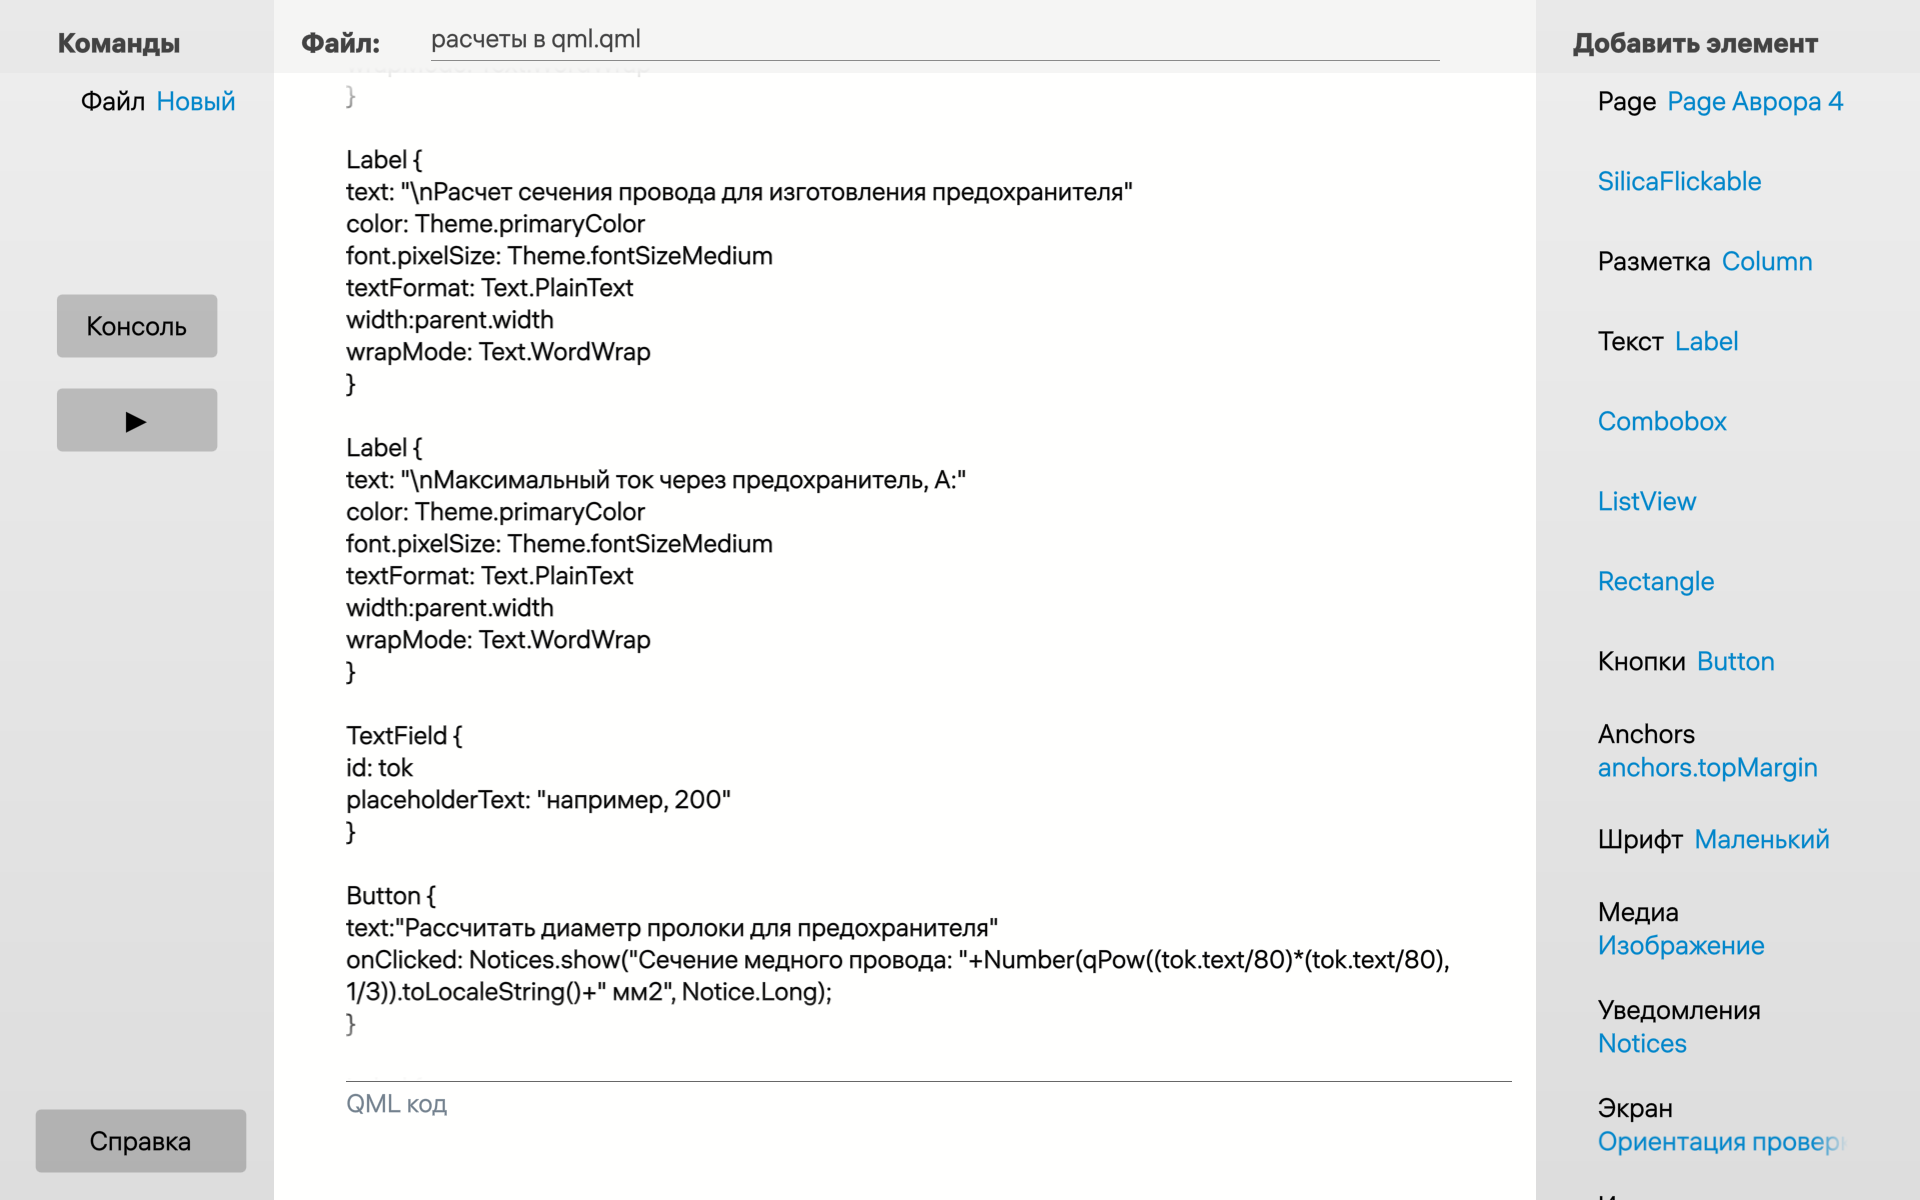 Команды
Файл Новый
Консоль
▶
Справка
Файл: расчеты в qml.qml
}
Label {
text: "\nРасчет сечения провода для изготовления предохранителя"
color: Theme.primaryColor
font.pixelSize: Theme.fontSizeMedium
textFormat: Text.PlainText
width:parent.width
wrapMode: Text.WordWrap
}
Label {
text: "\nМаксимальный ток через предохранитель, А:"
color: Theme.primaryColor
font.pixelSize: Theme.fontSizeMedium
textFormat: Text.PlainText
width:parent.width
wrapMode: Text.WordWrap
}
TextField {
id: tok
placeholderText: "например, 200"
}
Button {
text:"Рассчитать диаметр пролоки для предохранителя"
onClicked: Notices.show("Сечение медного провода: "+Number(qPow((tok.text/80)*(tok.text/80),
1/3)).toLocaleString()+" мм2", Notice.Long);
}
QML код
Добавить элемент
Page Page Аврора 4
SilicaFlickable
Разметка Column
Текст Label
Combobox
ListView
Rectangle
Кнопки Button
Anchors
anchors.topMargin
Шрифт Маленький
Медиа
Изображение
Уведомления
Notices
Экран
Ориентация